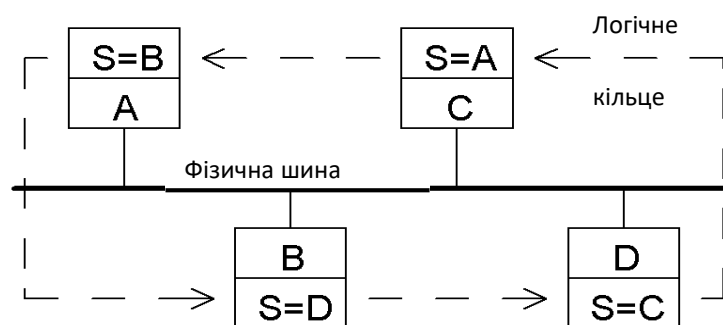 Логічне
S=B
S=A
A
C
кільце
Фізична шина
B
D
S=D
S=C